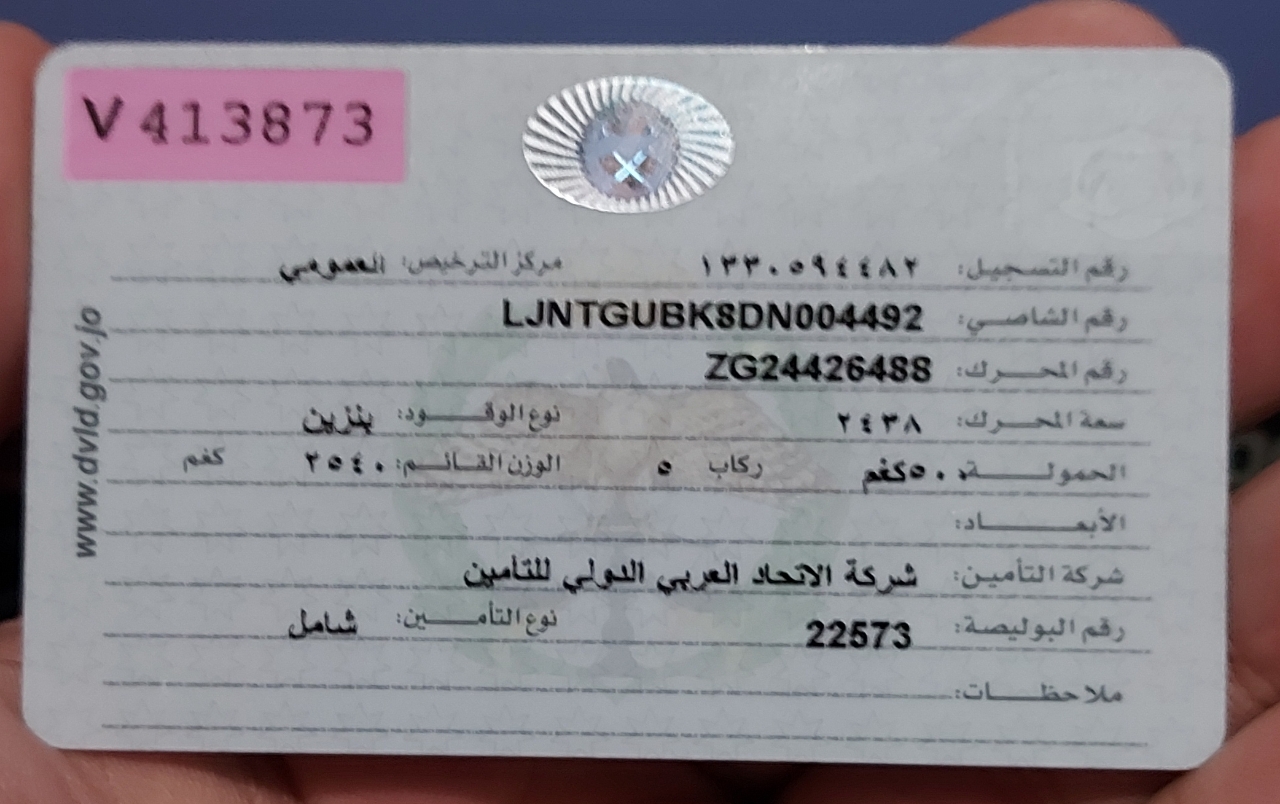 V 413873
رقم التسجيل: ١٣٣٠٥٩٤٤٨٢ مركز الترخيص: العمومي
رقم الشاصي: LJNTGUBK8DN004492
رقم المحرك: ZG24426488
سعة المحرك: ٢٤٣٨ نوع الوقود: بنزين
الحمولة: ٥٠٠كغم ركاب ٥ الوزن القائم: ٢٥٤٠ كغم
الأبعاد:
شركة التأمين: شركة الاتحاد العربي الدولي للتأمين
رقم البوليصة: 22573 نوع التأمين: شامل
ملاحظات:
www.dvld.gov.jo